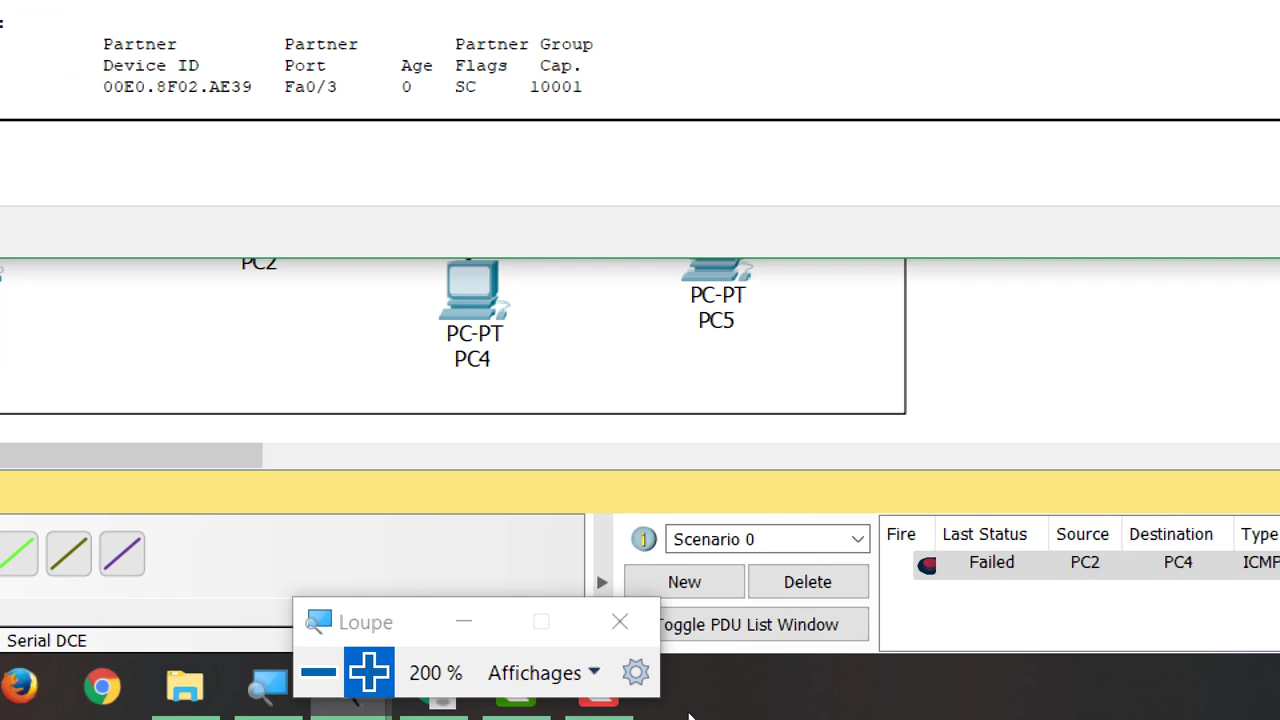 Partner Partner Partner Group
Device ID Port Age Flags Cap.
00E0.8F02.AE39 Fa0/3 0 SC 10001
PC2
PC-PT
PC5
PC-PT
PC4
Scenario 0
New Delete
Toggle PDU List Window
Fire Last Status Source Destination Type
Failed PC2 PC4 ICMP
Serial DCE
Loupe
200 % Affichages